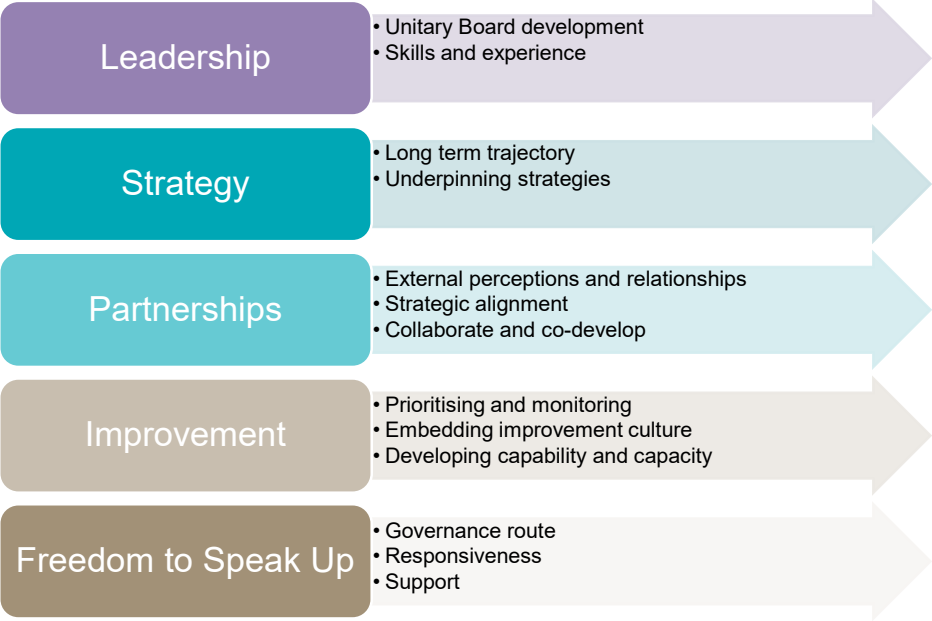 Leadership
• Unitary Board development
• Skills and experience
Strategy
• Long term trajectory
• Underpinning strategies
Partnerships
• External perceptions and relationships
• Strategic alignment
• Collaborate and co-develop
Improvement
• Prioritising and monitoring
• Embedding improvement culture
• Developing capability and capacity
Freedom to Speak Up
• Governance route
• Responsiveness
• Support